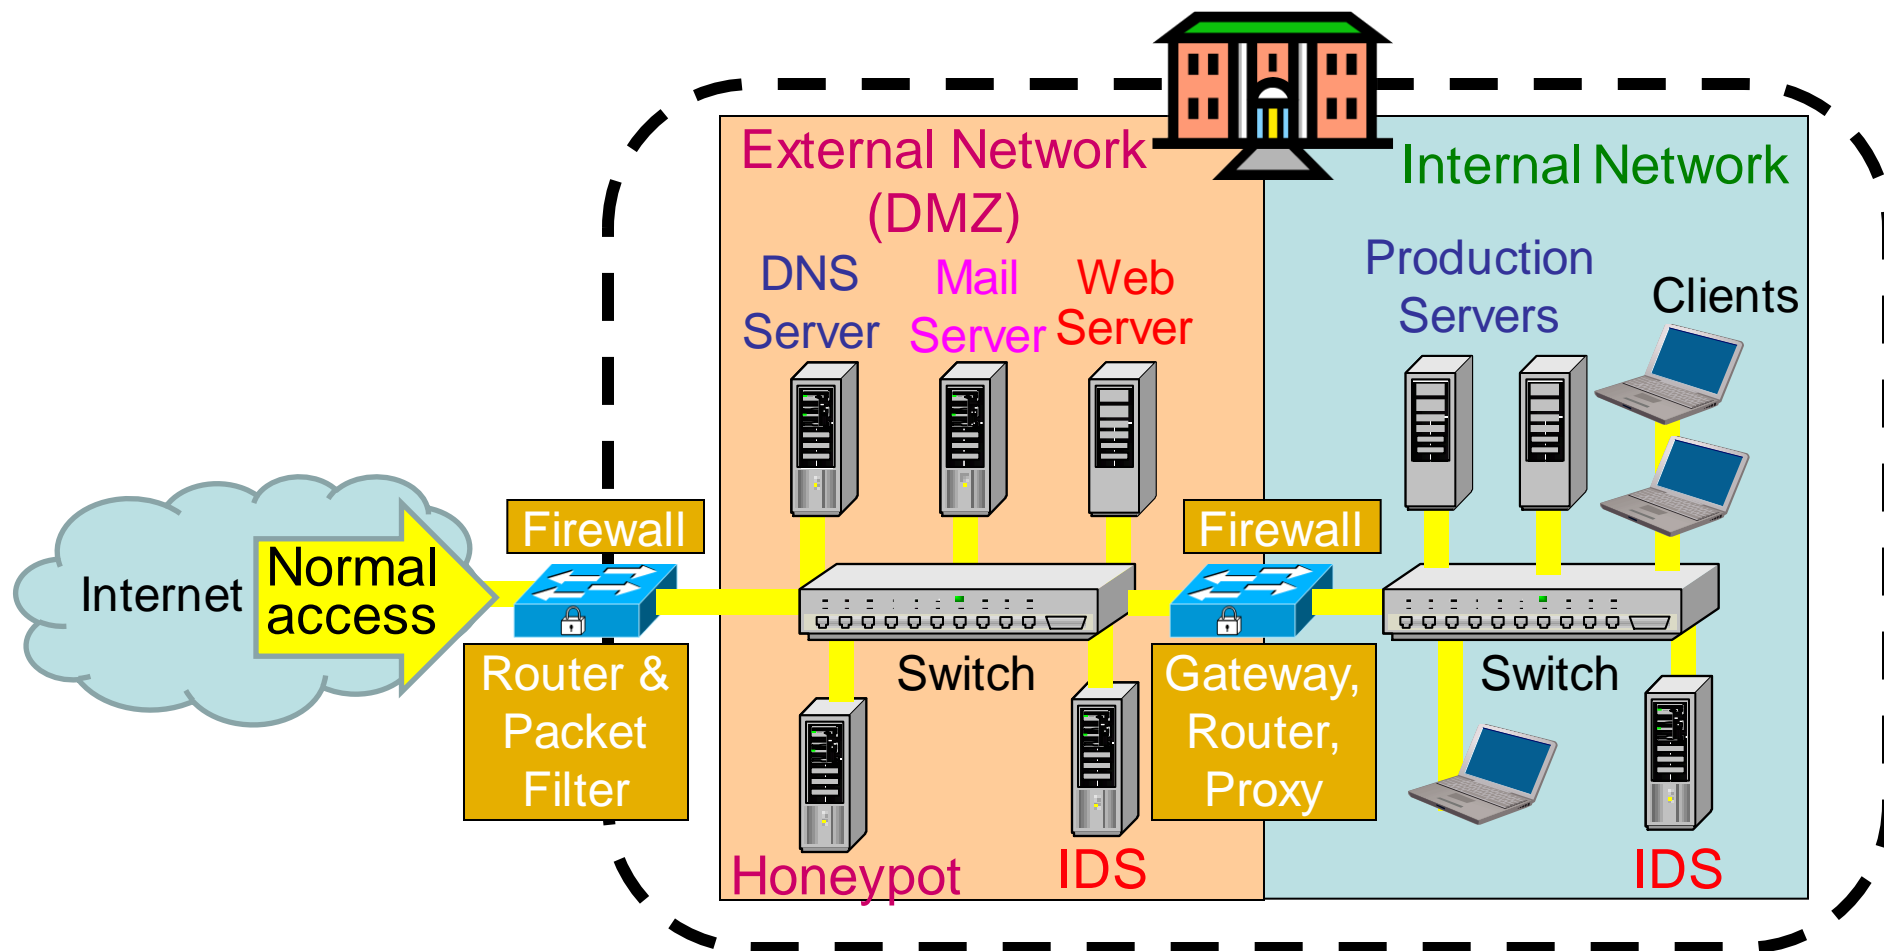 External Network
(DMZ)
Internal Network
DNS
Server
Mail
Server
Web
Server
Production
Servers
Clients
Internet
Normal
access
Firewall
Router &
Packet
Filter
Switch
Firewall
Gateway,
Router,
Proxy
Switch
Honeypot
IDS
IDS